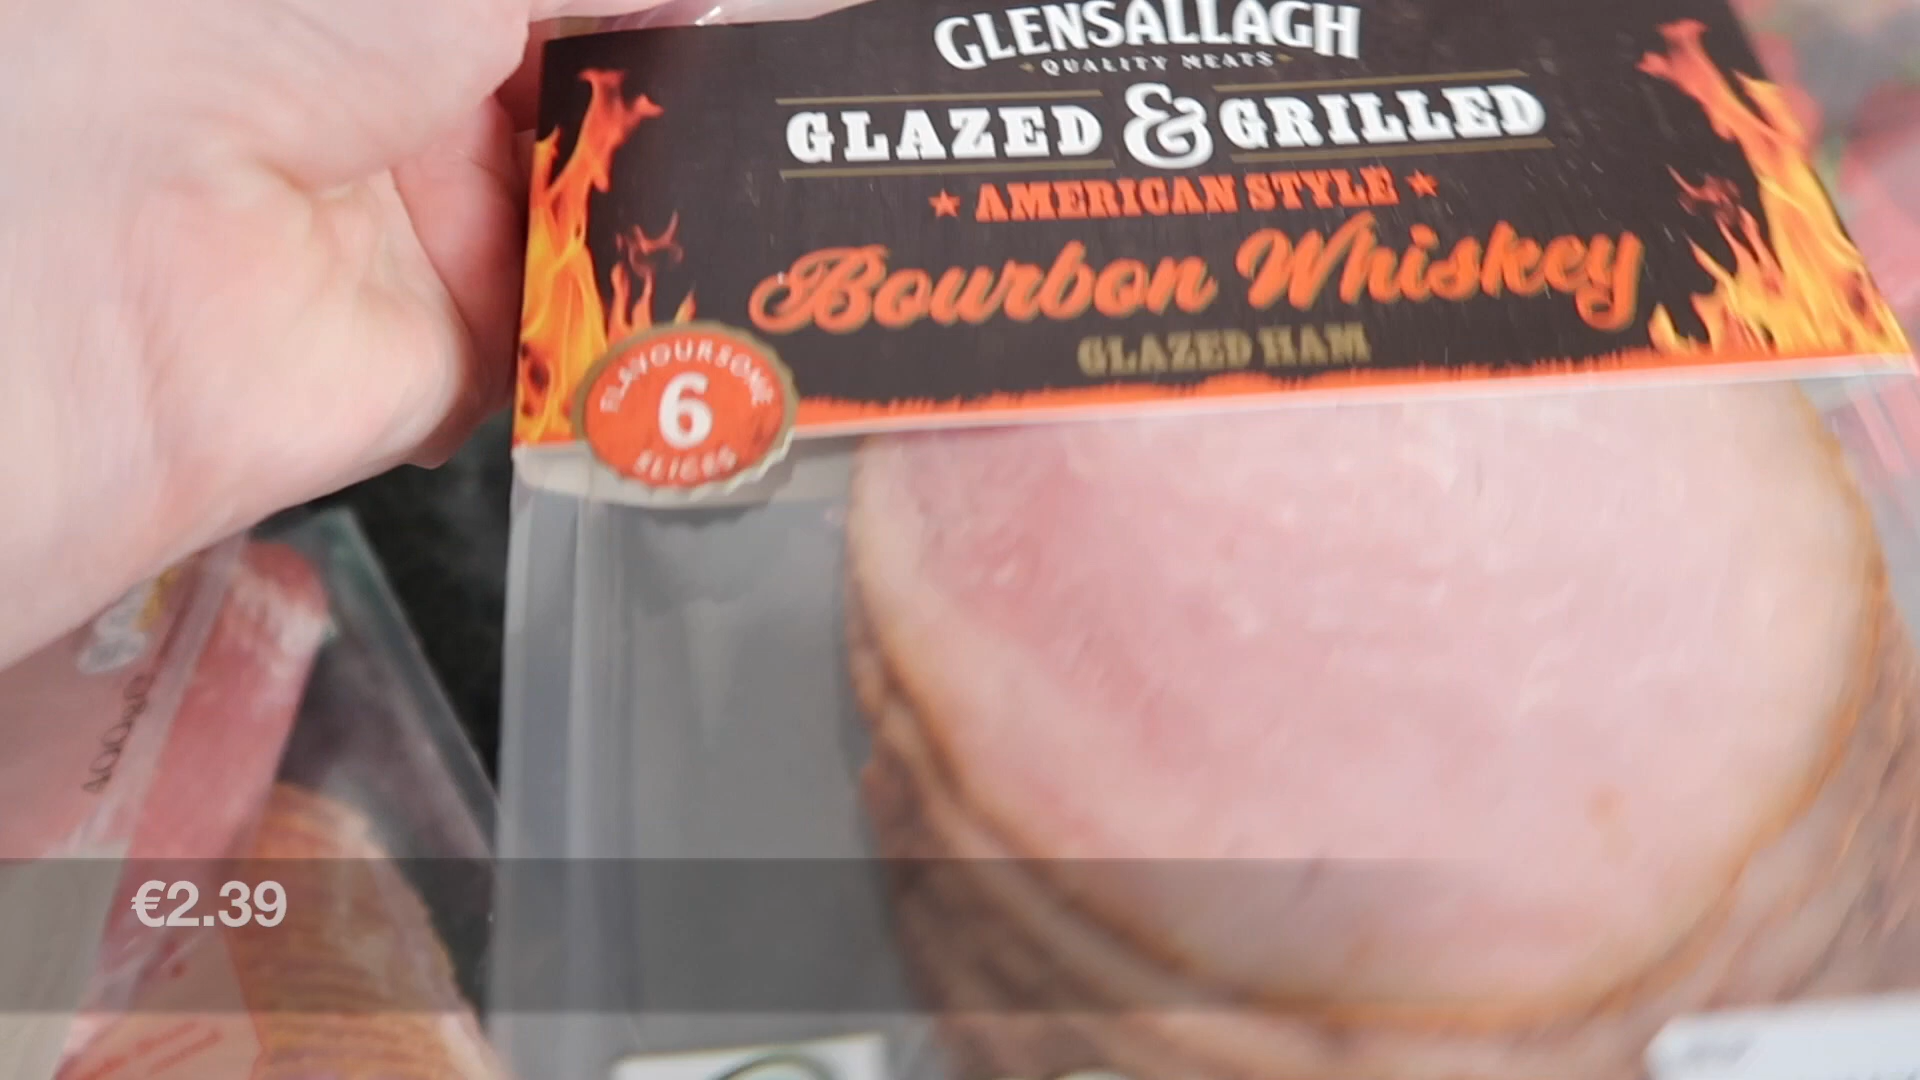 GLENSALLAGH
QUALITY MEATS
GLAZED & GRILLED
AMERICAN STYLE
Bourbon Whiskey
GLAZED HAM
FLAVOURSOME
6
SLICES
€2.39